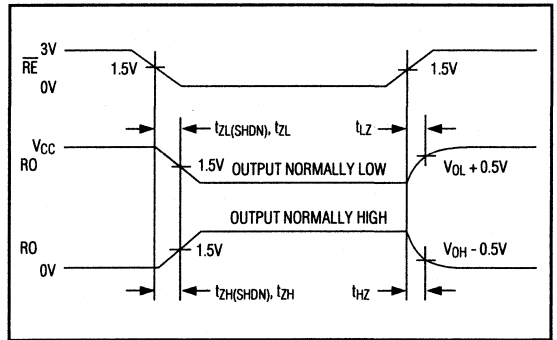 3V
RE
1.5V
1.5V
0V
tZL(SHDN), tZL
tLZ
VCC
RO
1.5V
OUTPUT NORMALLY LOW
VOL + 0.5V
OUTPUT NORMALLY HIGH
RO
1.5V
VOH - 0.5V
0V
tZH(SHDN), tZH
tHZ